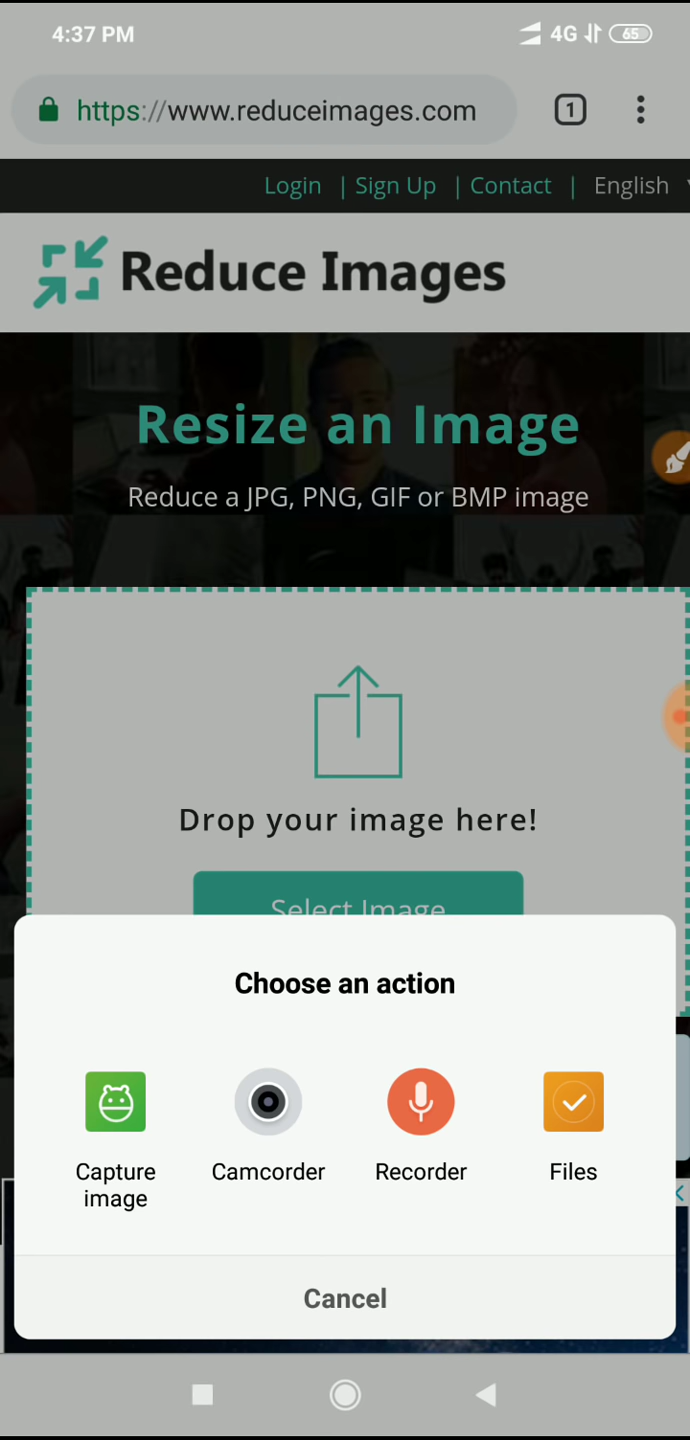 4:37 PM 4G 65
https://www.reduceimages.com 1
Login | Sign Up | Contact | English
Reduce Images
Resize an Image
Reduce a JPG, PNG, GIF or BMP image
Drop your image here!
Select Image
Choose an action
Capture image
Camcorder
Recorder
Files
Cancel